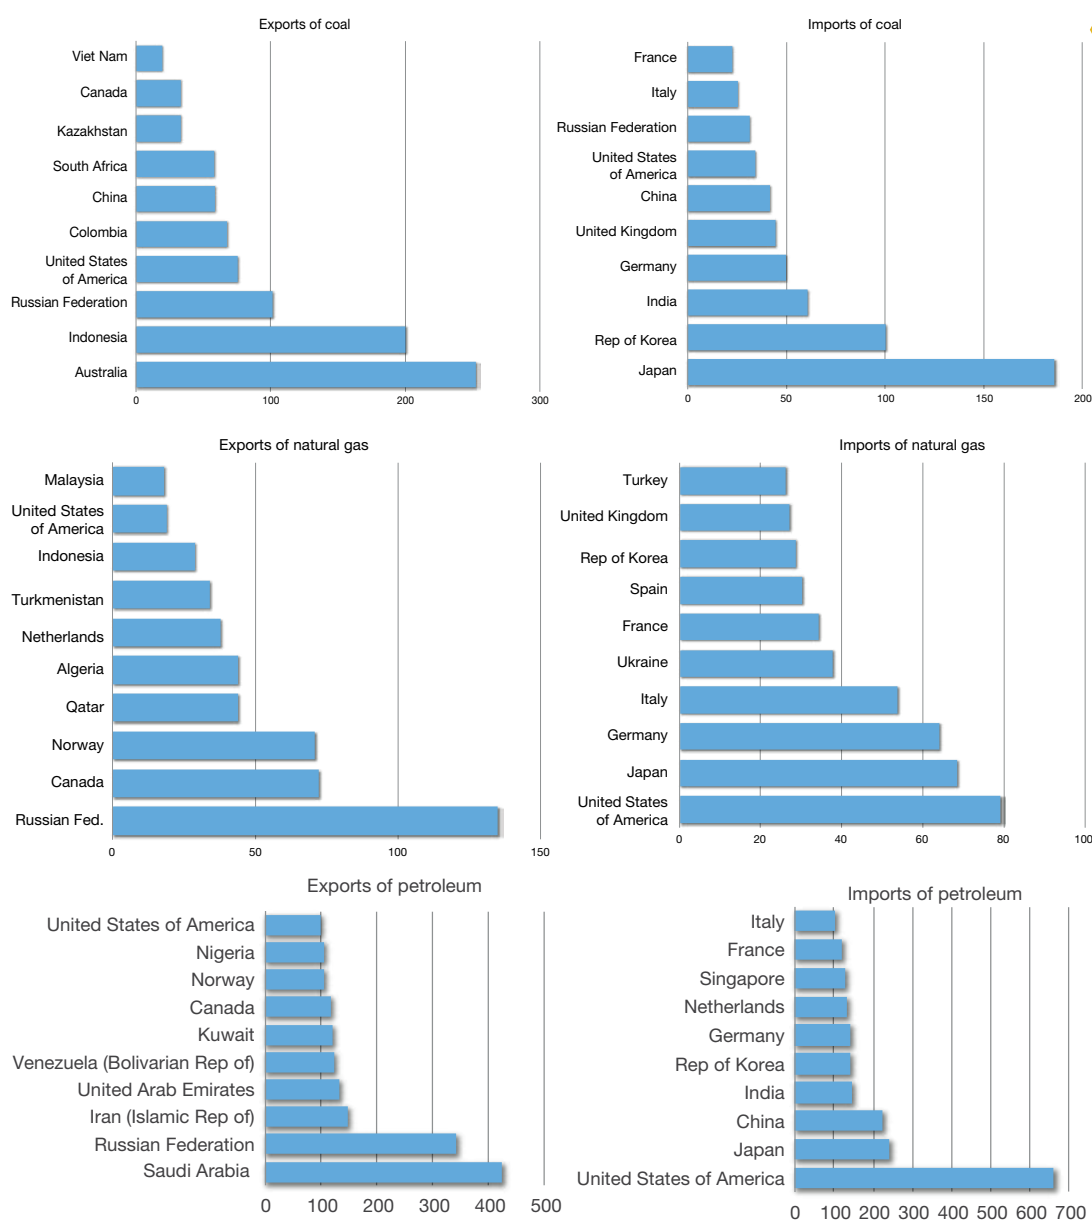 Exports of coal
Viet Nam
Canada
Kazakhstan
South Africa
China
Colombia
United States
of America
Russian Federation
Indonesia
Australia
0 100 200 300
Imports of coal
France
Italy
Russian Federation
United States
of America
China
United Kingdom
Germany
India
Rep of Korea
Japan
0 50 100 150 200
Exports of natural gas
Malaysia
United States
of America
Indonesia
Turkmenistan
Netherlands
Algeria
Qatar
Norway
Canada
Russian Fed.
0 50 100 150
Imports of natural gas
Turkey
United Kingdom
Rep of Korea
Spain
France
Ukraine
Italy
Germany
Japan
United States
of America
0 20 40 60 80 100
Exports of petroleum
United States of America
Nigeria
Norway
Canada
Kuwait
Venezuela (Bolivarian Rep of)
United Arab Emirates
Iran (Islamic Rep of)
Russian Federation
Saudi Arabia
0 100 200 300 400 500
Imports of petroleum
Italy
France
Singapore
Netherlands
Germany
Rep of Korea
India
China
Japan
United States of America
0 100 200 300 400 500 600 700